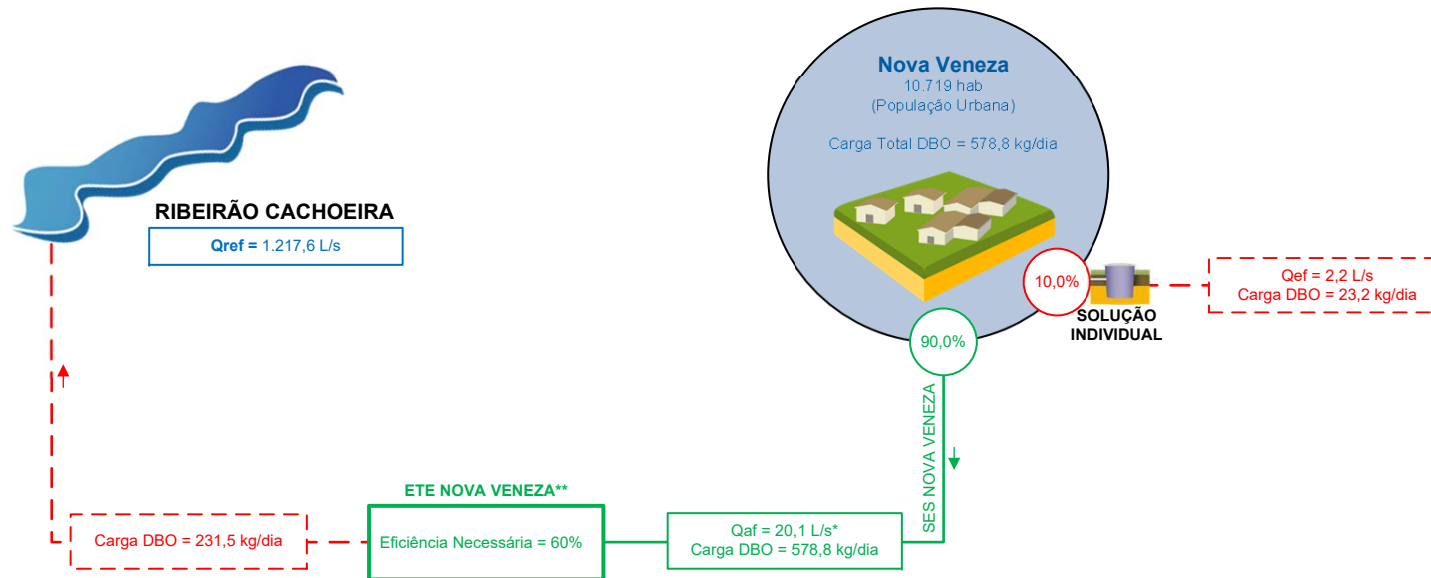 Nova Veneza
10.719 hab
(População Urbana)
Carga Total DBO = 578,8 kg/dia
RIBEIRÃO CACHOEIRA
Qref = 1.217,6 L/s
10,0%
SOLUÇÃO
INDIVIDUAL
Qef = 2,2 L/s
Carga DBO = 23,2 kg/dia
90,0%
SES NOVA VENEZA
ETE NOVA VENEZA**
Carga DBO = 231,5 kg/dia
Eficiência Necessária = 60%
Qaf = 20,1 L/s*
Carga DBO = 578,8 kg/dia